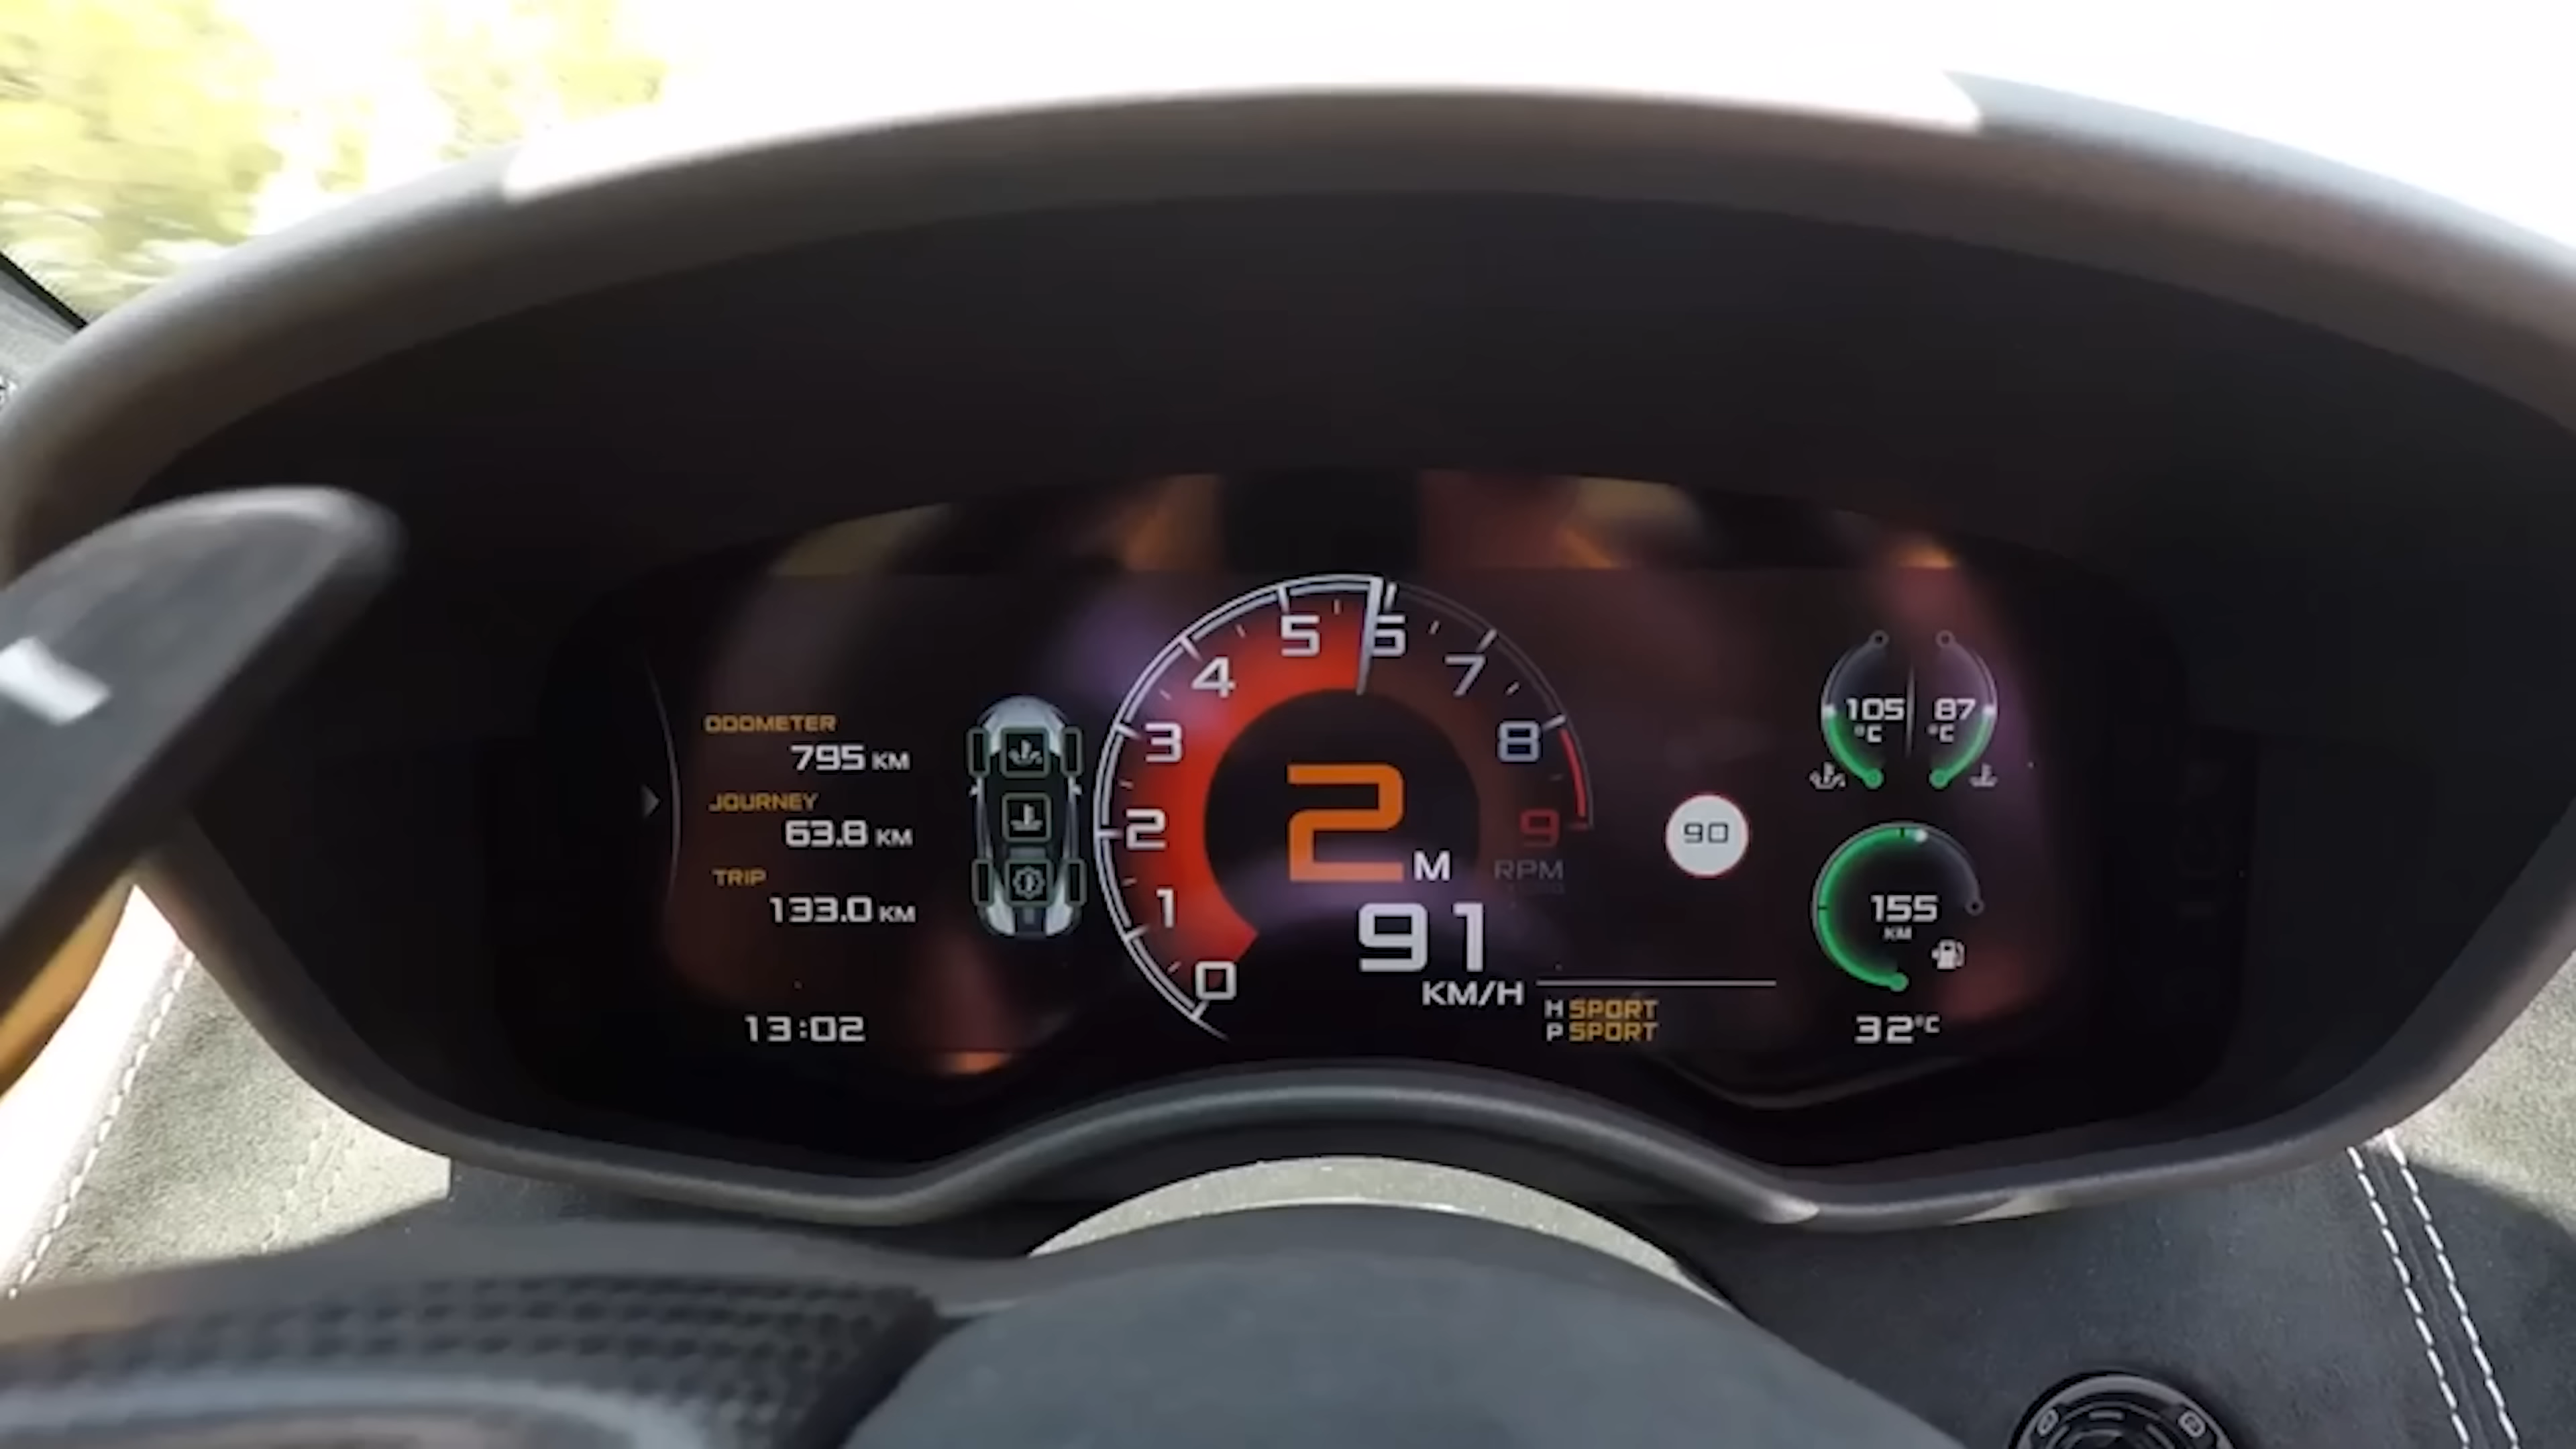 ODOMETER
795 KM
JOURNEY
63.8 KM
TRIP
133.0 KM
13:02
0
1
2
3
4
5
6
7
8
9
RPM
2 M
91
KM/H
90
H SPORT
P SPORT
105 °C
87 °C
155
KM
32°C